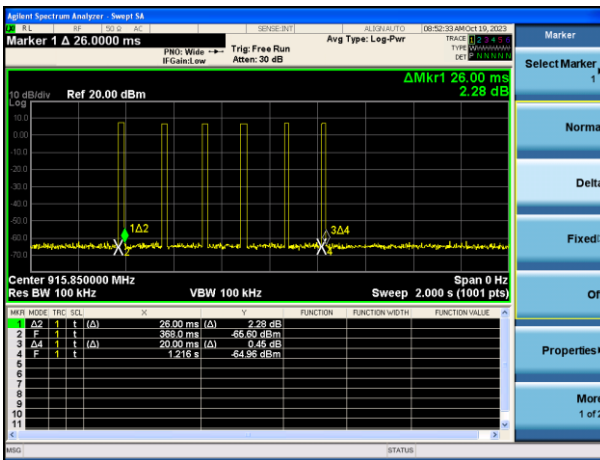 Agilent Spectrum Analyzer - Swept SA
RL RF 50 Ω AC SENSE:INT ALIGN AUTO 08:52:33 AM Oct 19, 2023
Marker 1 Δ 26.0000 ms
PNO: Wide Trig: Free Run
IFGain:Low Atten: 30 dB
Avg Type: Log-Pwr
TRACE 1 2 3 4 5 6
TYPE
DET P N N N N N
ΔMkr1 26.00 ms
2.28 dB
10 dB/div Ref 20.00 dBm
Log
10.0
0.00
-10.0
-20.0
-30.0
-40.0
-50.0
-60.0
-70.0
1Δ2
3Δ4
2
4
Center 915.850000 MHz Span 0 Hz
Res BW 100 kHz VBW 100 kHz Sweep 2.000 s (1001 pts)
MKR MODE TRC SCL X Y FUNCTION FUNCTION WIDTH FUNCTION VALUE
1 Δ2 1 t (Δ) 26.00 ms (Δ) 2.28 dB
2 F 1 t 368.0 ms -65.60 dBm
3 Δ4 1 t (Δ) 20.00 ms (Δ) 0.45 dB
4 F 1 t 1.216 s -64.96 dBm
5
6
7
8
9
10
11
MSG STATUS
Marker
Select Marker
1
Norma
Delta
Fixed
Of
Properties
More
1 of 2